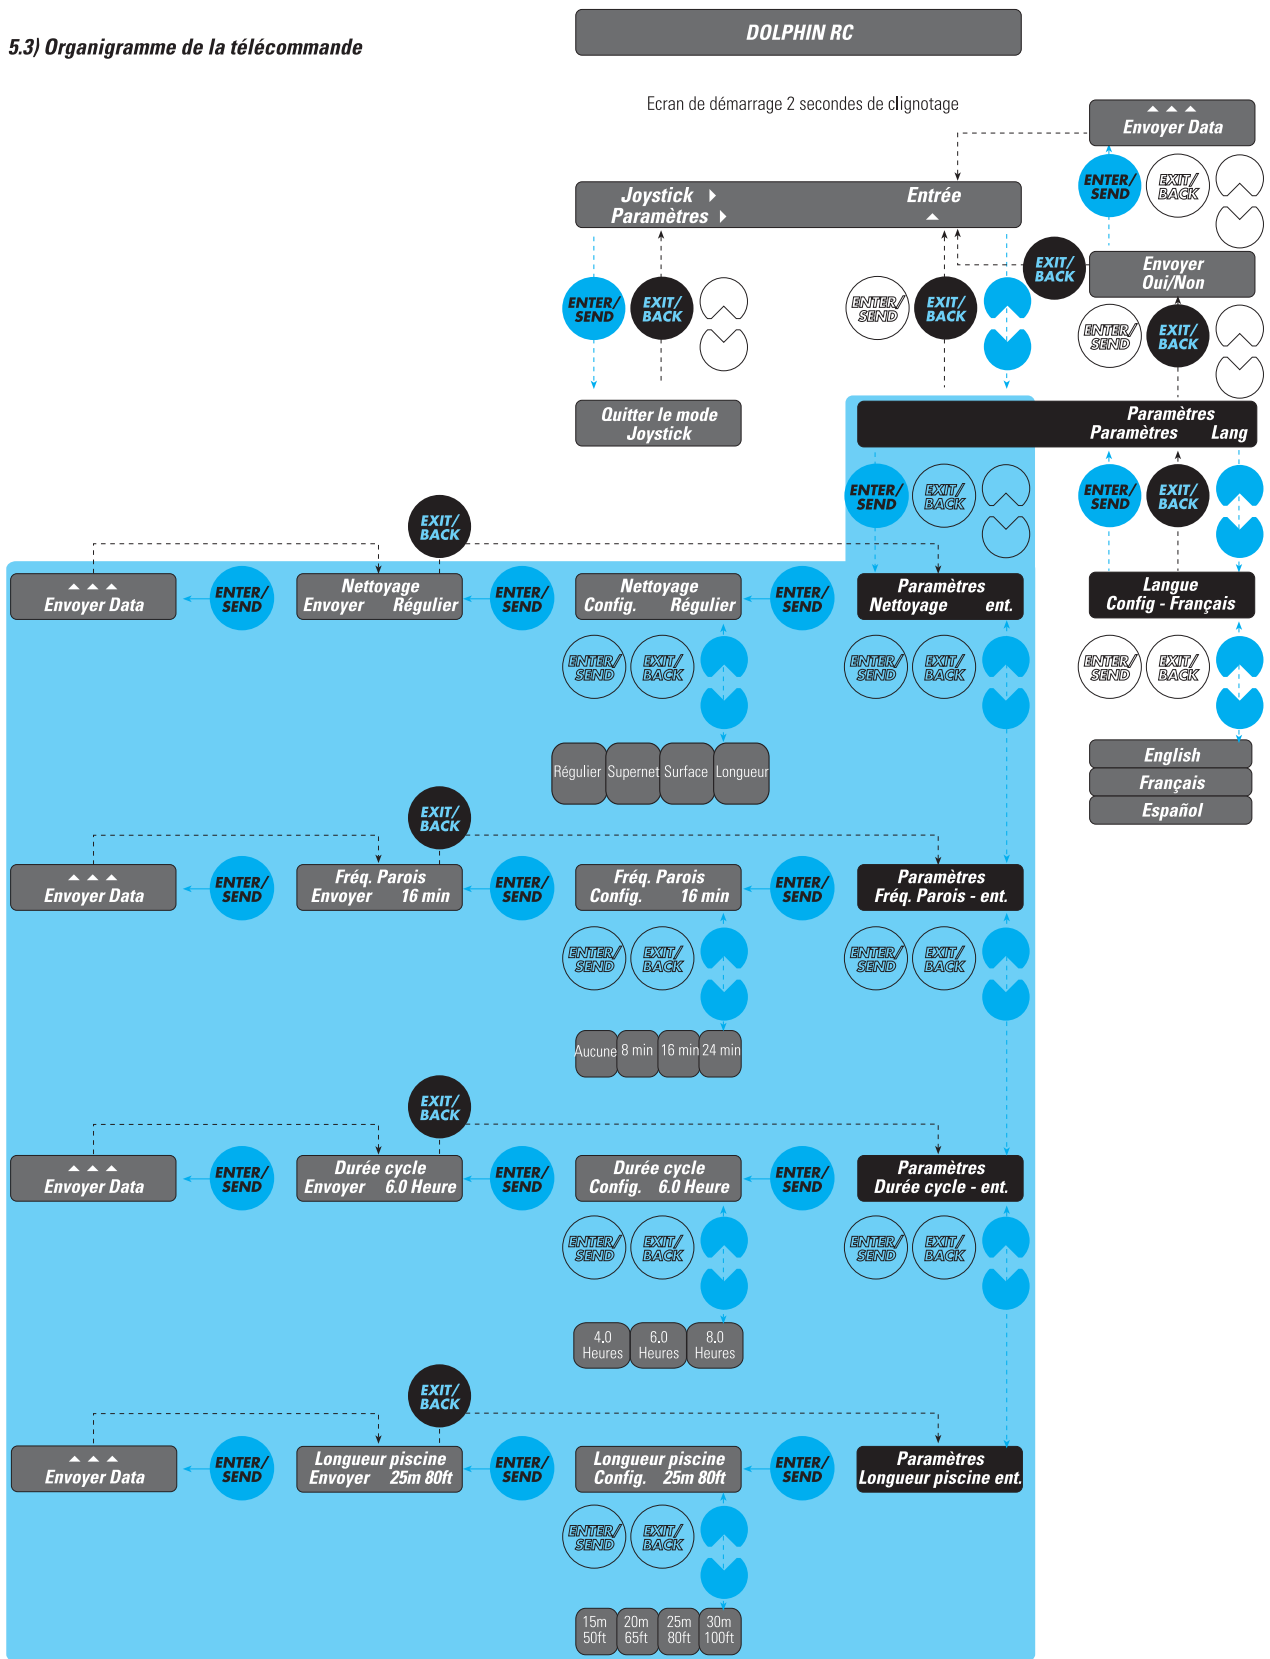 5.3) Organigramme de la télécommande
DOLPHIN RC
Ecran de démarrage 2 secondes de clignotage
Envoyer Data
ENTER/
SEND
EXIT/
BACK
Joystick
Paramètres
Entrée
EXIT/
BACK
Envoyer
Oui/Non
ENTER/
SEND
EXIT/
BACK
ENTER/
SEND
EXIT/
BACK
ENTER/
SEND
EXIT/
BACK
Quitter le mode
Joystick
Paramètres
Paramètres Lang
ENTER/
SEND
EXIT/
BACK
ENTER/
SEND
EXIT/
BACK
EXIT/
BACK
Envoyer Data
ENTER/
SEND
Nettoyage
Envoyer Régulier
ENTER/
SEND
Nettoyage
Config. Régulier
ENTER/
SEND
Paramètres
Nettoyage ent.
Langue
Config - Français
ENTER/
SEND
EXIT/
BACK
ENTER/
SEND
EXIT/
BACK
ENTER/
SEND
EXIT/
BACK
Régulier
Supernet
Surface
Longueur
English
Français
Español
EXIT/
BACK
Envoyer Data
ENTER/
SEND
Fréq. Parois
Envoyer 16 min
ENTER/
SEND
Fréq. Parois
Config. 16 min
ENTER/
SEND
Paramètres
Fréq. Parois - ent.
ENTER/
SEND
EXIT/
BACK
ENTER/
SEND
EXIT/
BACK
Aucune
8 min
16 min
24 min
EXIT/
BACK
Envoyer Data
ENTER/
SEND
Durée cycle
Envoyer 6.0 Heure
ENTER/
SEND
Durée cycle
Config. 6.0 Heure
ENTER/
SEND
Paramètres
Durée cycle - ent.
ENTER/
SEND
EXIT/
BACK
ENTER/
SEND
EXIT/
BACK
4.0
Heures
6.0
Heures
8.0
Heures
EXIT/
BACK
Envoyer Data
ENTER/
SEND
Longueur piscine
Envoyer 25m 80ft
ENTER/
SEND
Longueur piscine
Config. 25m 80ft
ENTER/
SEND
Paramètres
Longueur piscine ent.
ENTER/
SEND
EXIT/
BACK
15m
50ft
20m
65ft
25m
80ft
30m
100ft